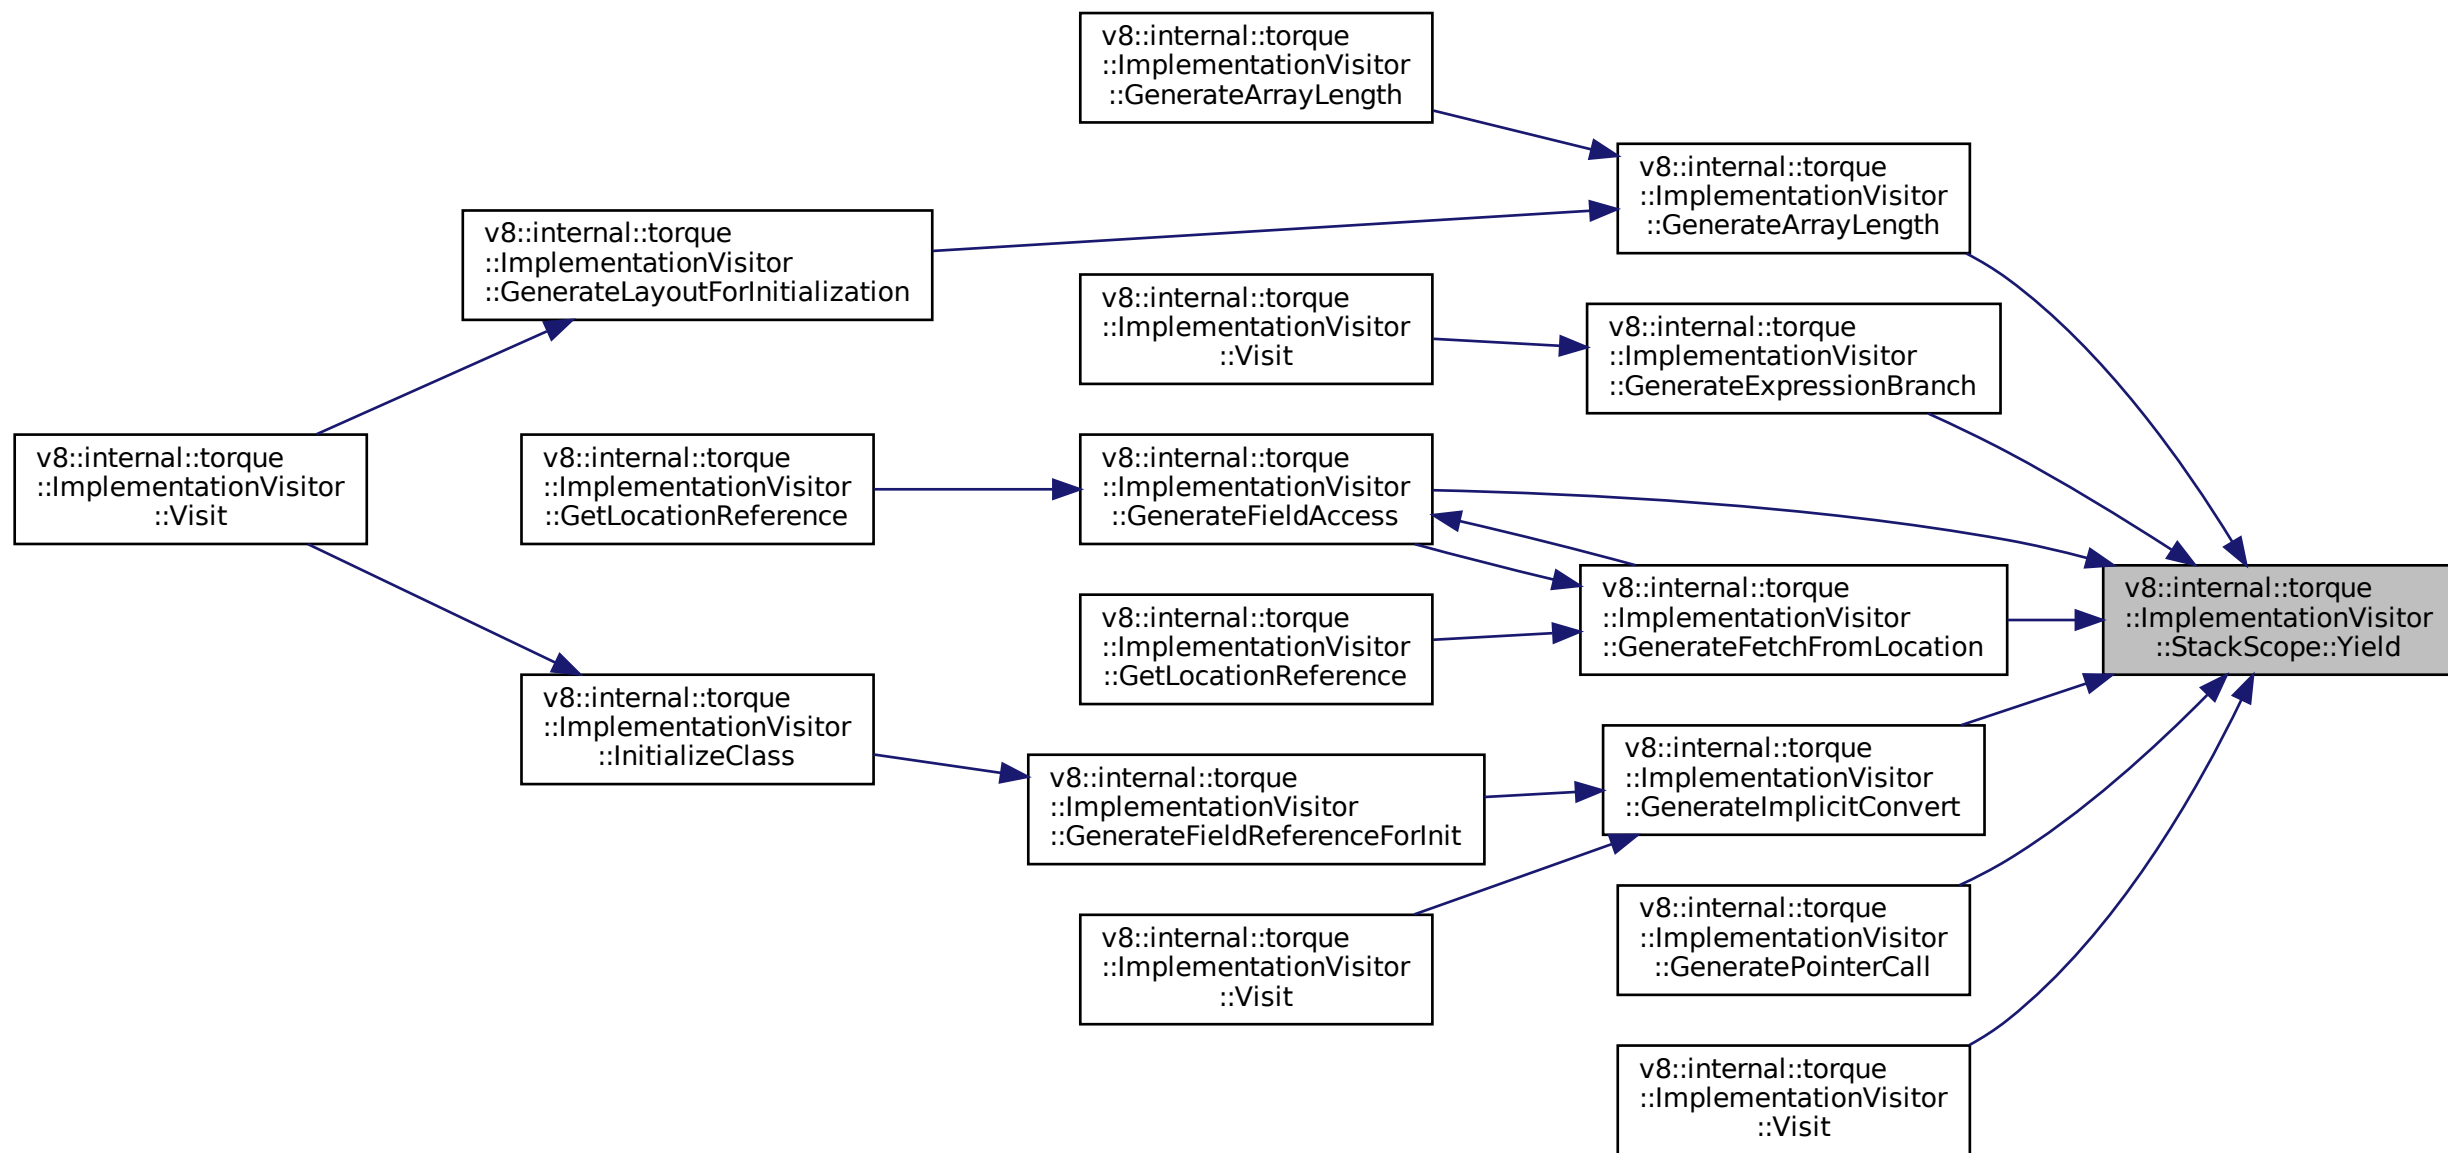 v8::internal::torque
::ImplementationVisitor
::GenerateArrayLength
v8::internal::torque
::ImplementationVisitor
::GenerateArrayLength
v8::internal::torque
::ImplementationVisitor
::GenerateLayoutForInitialization
v8::internal::torque
::ImplementationVisitor
::Visit
v8::internal::torque
::ImplementationVisitor
::GenerateExpressionBranch
v8::internal::torque
::ImplementationVisitor
::Visit
v8::internal::torque
::ImplementationVisitor
::GetLocationReference
v8::internal::torque
::ImplementationVisitor
::GenerateFieldAccess
v8::internal::torque
::ImplementationVisitor
::GenerateFetchFromLocation
v8::internal::torque
::ImplementationVisitor
::StackScope::Yield
v8::internal::torque
::ImplementationVisitor
::GetLocationReference
v8::internal::torque
::ImplementationVisitor
::InitializeClass
v8::internal::torque
::ImplementationVisitor
::GenerateFieldReferenceForInit
v8::internal::torque
::ImplementationVisitor
::GenerateImplicitConvert
v8::internal::torque
::ImplementationVisitor
::GeneratePointerCall
v8::internal::torque
::ImplementationVisitor
::Visit
v8::internal::torque
::ImplementationVisitor
::Visit